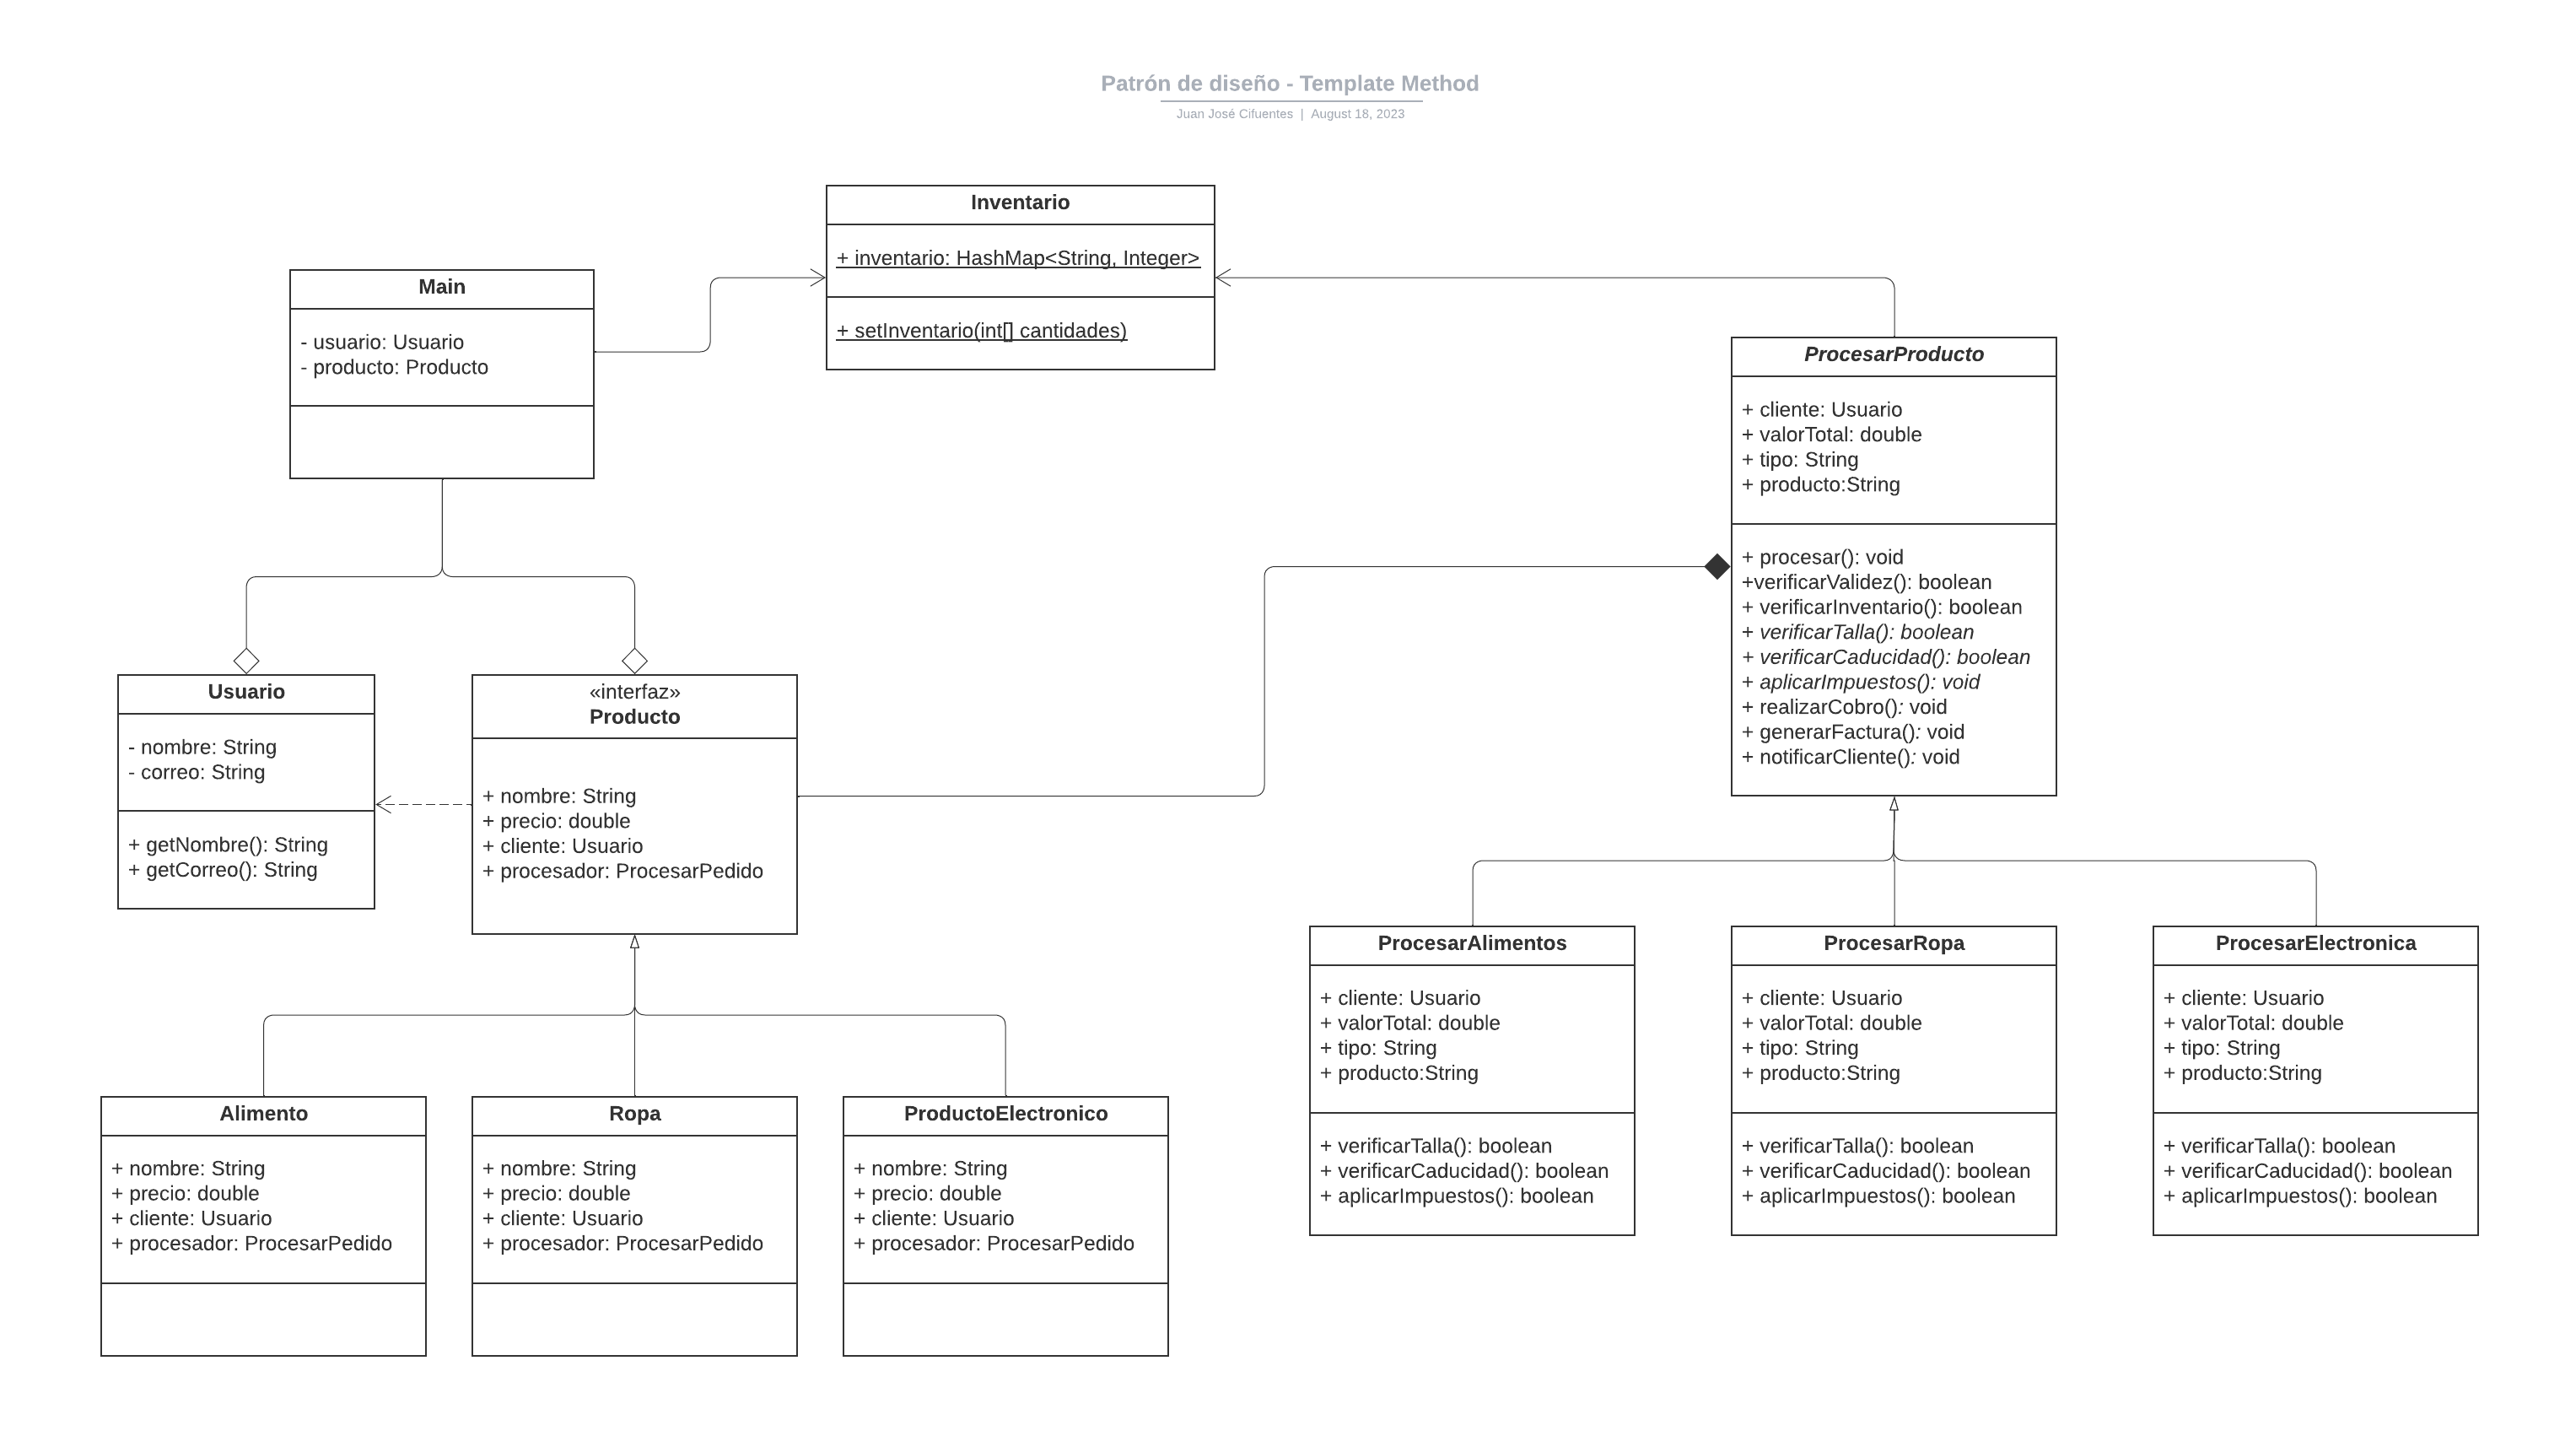 Patrón de diseño - Template Method
Juan José Cifuentes | August 18, 2023
Inventario
+ inventario: HashMap<String, Integer>
+ setInventario(int[] cantidades)
Main
- usuario: Usuario
- producto: Producto
ProcesarProducto
+ cliente: Usuario
+ valorTotal: double
+ tipo: String
+ producto:String
+ procesar(): void
+verificarValidez(): boolean
+ verificarInventario(): boolean
+ verificarTalla(): boolean
+ verificarCaducidad(): boolean
+ aplicarImpuestos(): void
+ realizarCobro(): void
+ generarFactura(): void
+ notificarCliente(): void
Usuario
- nombre: String
- correo: String
+ getNombre(): String
+ getCorreo(): String
«interfaz»
Producto
+ nombre: String
+ precio: double
+ cliente: Usuario
+ procesador: ProcesarPedido
Alimento
+ nombre: String
+ precio: double
+ cliente: Usuario
+ procesador: ProcesarPedido
Ropa
+ nombre: String
+ precio: double
+ cliente: Usuario
+ procesador: ProcesarPedido
ProductoElectronico
+ nombre: String
+ precio: double
+ cliente: Usuario
+ procesador: ProcesarPedido
ProcesarAlimentos
+ cliente: Usuario
+ valorTotal: double
+ tipo: String
+ producto:String
+ verificarTalla(): boolean
+ verificarCaducidad(): boolean
+ aplicarImpuestos(): boolean
ProcesarRopa
+ cliente: Usuario
+ valorTotal: double
+ tipo: String
+ producto:String
+ verificarTalla(): boolean
+ verificarCaducidad(): boolean
+ aplicarImpuestos(): boolean
ProcesarElectronica
+ cliente: Usuario
+ valorTotal: double
+ tipo: String
+ producto:String
+ verificarTalla(): boolean
+ verificarCaducidad(): boolean
+ aplicarImpuestos(): boolean